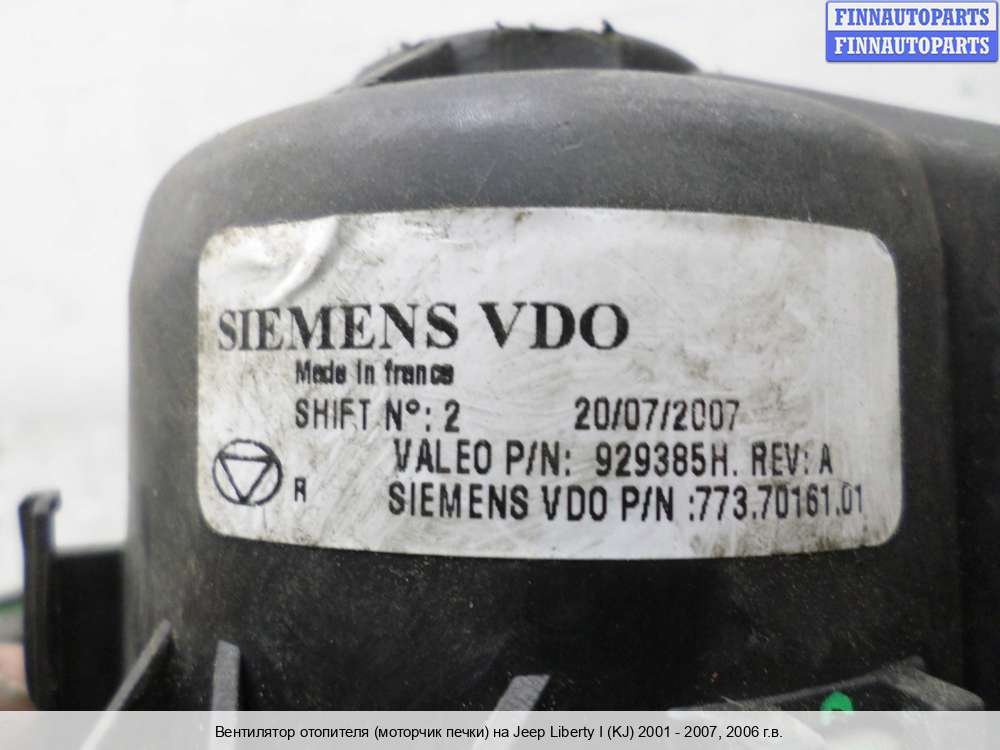 FINNAUTOPARTS
FINNAUTOPARTS
SIEMENS VDO
Made in france
SHIFT Nº: 2 20/07/2007
VALEO P/N: 929385H. REV: A
R
SIEMENS VDO P/N :773.70161.01
Вентилятор отопителя (моторчик печки) на Jeep Liberty I (KJ) 2001 - 2007, 2006 г.в.